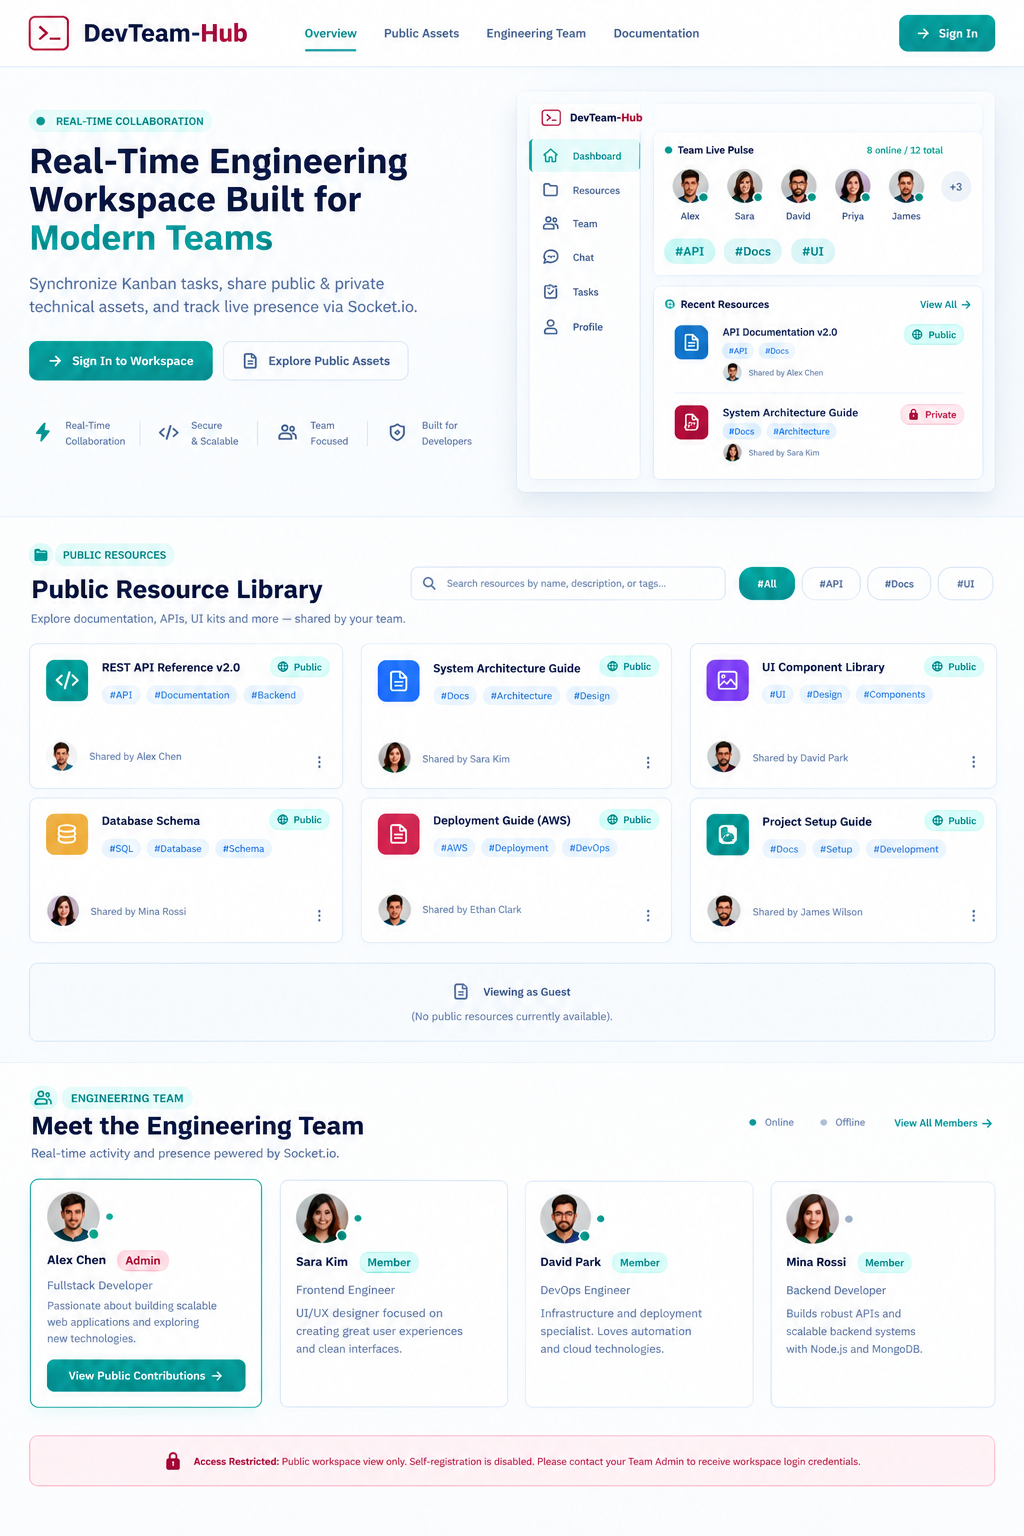 DevTeam-Hub
Overview
Public Assets
Engineering Team
Documentation
Sign In
REAL-TIME COLLABORATION
Real-Time Engineering
Workspace Built for
Modern Teams
Synchronize Kanban tasks, share public & private
technical assets, and track live presence via Socket.io.
Sign In to Workspace
Explore Public Assets
Real-Time
Collaboration
Secure
& Scalable
Team
Focused
Built for
Developers
DevTeam-Hub
Dashboard
Resources
Team
Chat
Tasks
Profile
Team Live Pulse
8 online / 12 total
Alex
Sara
David
Priya
James
+3
#API
#Docs
#UI
Recent Resources
View All
API Documentation v2.0
Public
#API
#Docs
Shared by Alex Chen
System Architecture Guide
Private
#Docs
#Architecture
Shared by Sara Kim
PUBLIC RESOURCES
Public Resource Library
Explore documentation, APIs, UI kits and more — shared by your team.
Search resources by name, description, or tags...
#All
#API
#Docs
#UI
REST API Reference v2.0
Public
#API
#Documentation
#Backend
Shared by Alex Chen
System Architecture Guide
Public
#Docs
#Architecture
#Design
Shared by Sara Kim
UI Component Library
Public
#UI
#Design
#Components
Shared by David Park
Database Schema
Public
#SQL
#Database
#Schema
Shared by Mina Rossi
Deployment Guide (AWS)
Public
#AWS
#Deployment
#DevOps
Shared by Ethan Clark
Project Setup Guide
Public
#Docs
#Setup
#Development
Shared by James Wilson
Viewing as Guest
(No public resources currently available).
ENGINEERING TEAM
Meet the Engineering Team
Real-time activity and presence powered by Socket.io.
Online
Offline
View All Members
Alex Chen
Admin
Fullstack Developer
Passionate about building scalable
web applications and exploring
new technologies.
View Public Contributions
Sara Kim
Member
Frontend Engineer
UI/UX designer focused on
creating great user experiences
and clean interfaces.
David Park
Member
DevOps Engineer
Infrastructure and deployment
specialist. Loves automation
and cloud technologies.
Mina Rossi
Member
Backend Developer
Builds robust APIs and
scalable backend systems
with Node.js and MongoDB.
Access Restricted: Public workspace view only. Self-registration is disabled. Please contact your Team Admin to receive workspace login credentials.